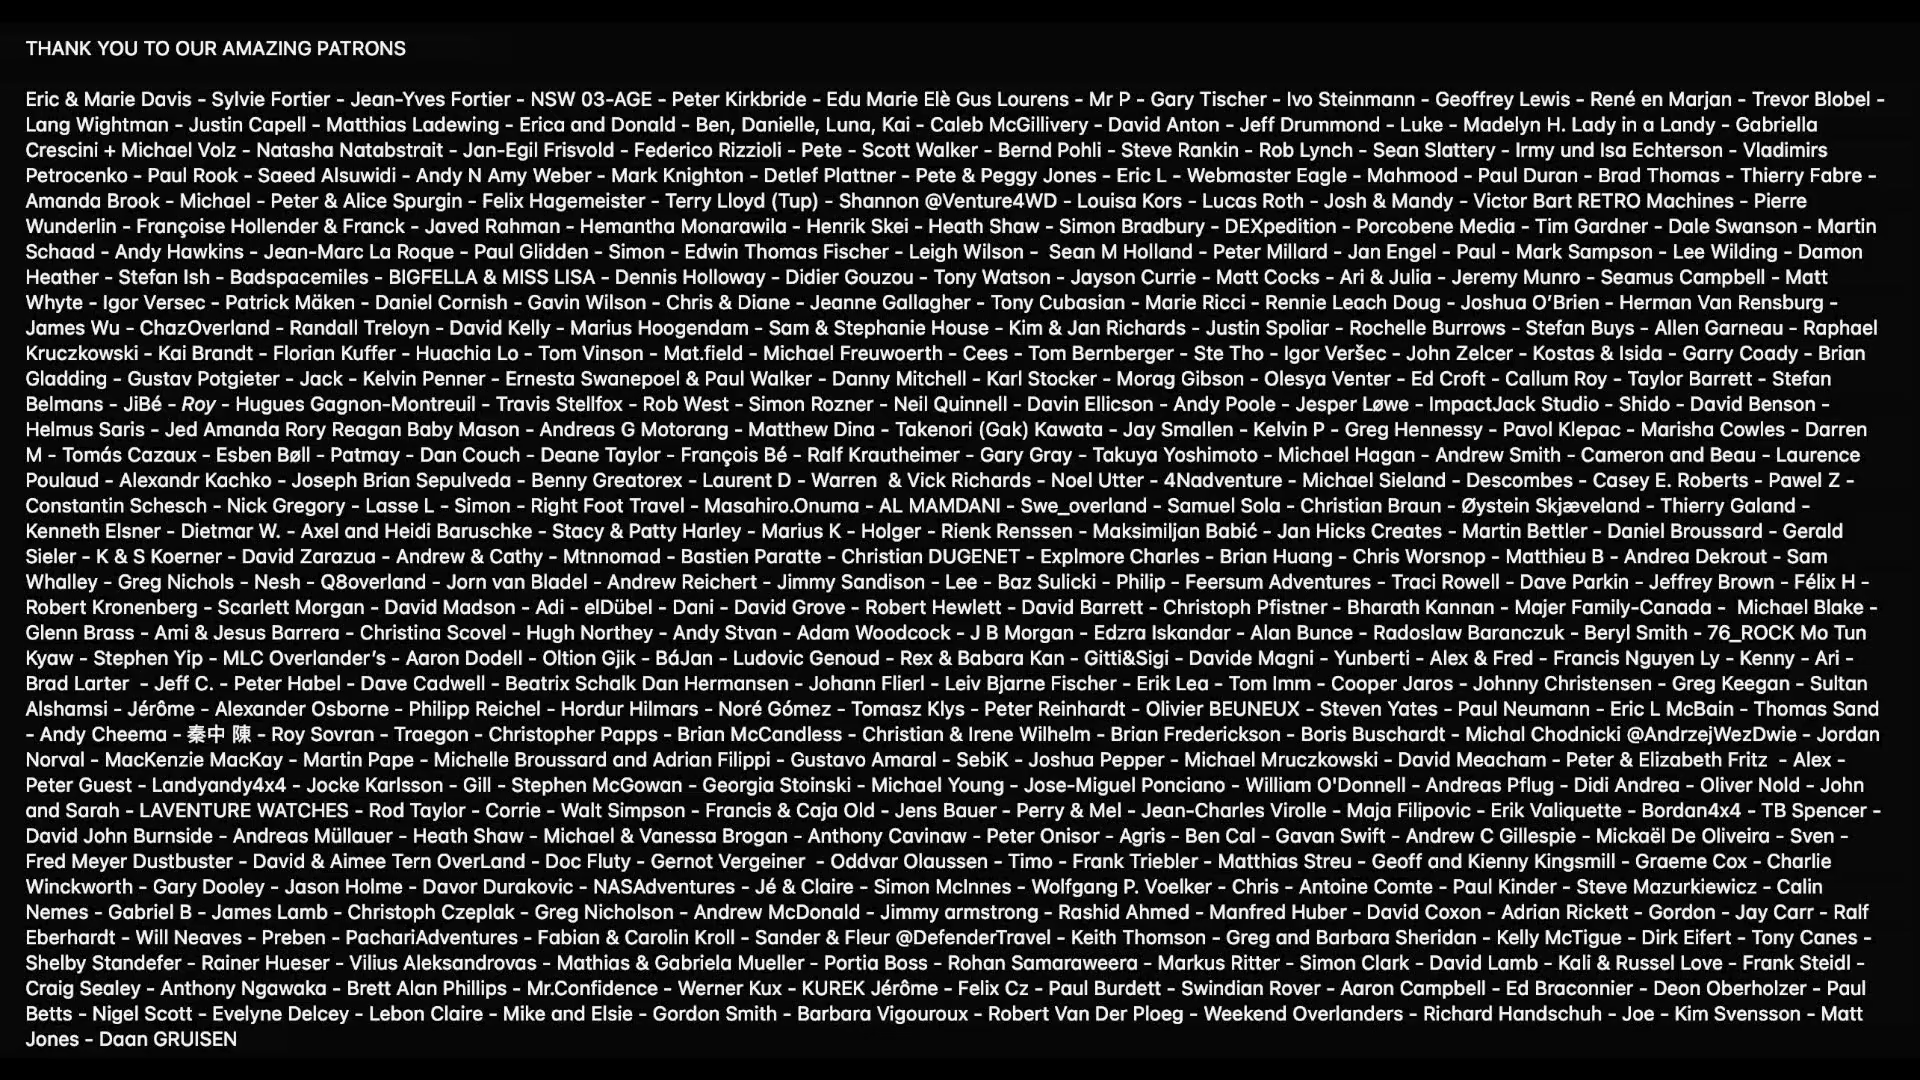 THANK YOU TO OUR AMAZING PATRONS
Eric & Marie Davis - Sylvie Fortier - Jean-Yves Fortier - NSW 03-AGE - Peter Kirkbride - Edu Marie Elè Gus Lourens - Mr P - Gary Tischer - Ivo Steinmann - Geoffrey Lewis - René en Marjan - Trevor Blobel -
Lang Wightman - Justin Capell - Matthias Ladewing - Erica and Donald - Ben, Danielle, Luna, Kai - Caleb McGillivery - David Anton - Jeff Drummond - Luke - Madelyn H. Lady in a Landy - Gabriella
Crescini + Michael Volz - Natasha Natabstrait - Jan-Egil Frisvold - Federico Rizzioli - Pete - Scott Walker - Bernd Pohli - Steve Rankin - Rob Lynch - Sean Slattery - Irmy und Isa Echterson - Vladimirs
Petrocenko - Paul Rook - Saeed Alsuwidi - Andy N Amy Weber - Mark Knighton - Detlef Plattner - Pete & Peggy Jones - Eric L - Webmaster Eagle - Mahmood - Paul Duran - Brad Thomas - Thierry Fabre -
Amanda Brook - Michael - Peter & Alice Spurgin - Felix Hagemeister - Terry Lloyd (Tup) - Shannon @Venture4WD - Louisa Kors - Lucas Roth - Josh & Mandy - Victor Bart RETRO Machines - Pierre
Wunderlin - Françoise Hollender & Franck - Javed Rahman - Hemantha Monarawila - Henrik Skei - Heath Shaw - Simon Bradbury - DEXpedition - Porcobene Media - Tim Gardner - Dale Swanson - Martin
Schaad - Andy Hawkins - Jean-Marc La Roque - Paul Glidden - Simon - Edwin Thomas Fischer - Leigh Wilson -  Sean M Holland - Peter Millard - Jan Engel - Paul - Mark Sampson - Lee Wilding - Damon
Heather - Stefan Ish - Badspacemiles - BIGFELLA & MISS LISA - Dennis Holloway - Didier Gouzou - Tony Watson - Jayson Currie - Matt Cocks - Ari & Julia - Jeremy Munro - Seamus Campbell - Matt
Whyte - Igor Versec - Patrick Mäken - Daniel Cornish - Gavin Wilson - Chris & Diane - Jeanne Gallagher - Tony Cubasian - Marie Ricci - Rennie Leach Doug - Joshua O’Brien - Herman Van Rensburg -
James Wu - ChazOverland - Randall Treloyn - David Kelly - Marius Hoogendam - Sam & Stephanie House - Kim & Jan Richards - Justin Spoliar - Rochelle Burrows - Stefan Buys - Allen Garneau - Raphael
Kruczkowski - Kai Brandt - Florian Kuffer - Huachia Lo - Tom Vinson - Mat.field - Michael Freuwoerth - Cees - Tom Bernberger - Ste Tho - Igor Veršec - John Zelcer - Kostas & Isida - Garry Coady - Brian
Gladding - Gustav Potgieter - Jack - Kelvin Penner - Ernesta Swanepoel & Paul Walker - Danny Mitchell - Karl Stocker - Morag Gibson - Olesya Venter - Ed Croft - Callum Roy - Taylor Barrett - Stefan
Belmans - JiBé - Roy - Hugues Gagnon-Montreuil - Travis Stellfox - Rob West - Simon Rozner - Neil Quinnell - Davin Ellicson - Andy Poole - Jesper Løwe - ImpactJack Studio - Shido - David Benson -
Helmus Saris - Jed Amanda Rory Reagan Baby Mason - Andreas G Motorang - Matthew Dina - Takenori (Gak) Kawata - Jay Smallen - Kelvin P - Greg Hennessy - Pavol Klepac - Marisha Cowles - Darren
M - Tomás Cazaux - Esben Bøll - Patmay - Dan Couch - Deane Taylor - François Bé - Ralf Krautheimer - Gary Gray - Takuya Yoshimoto - Michael Hagan - Andrew Smith - Cameron and Beau - Laurence
Poulaud - Alexandr Kachko - Joseph Brian Sepulveda - Benny Greatorex - Laurent D - Warren  & Vick Richards - Noel Utter - 4Nadventure - Michael Sieland - Descombes - Casey E. Roberts - Pawel Z -
Constantin Schesch - Nick Gregory - Lasse L - Simon - Right Foot Travel - Masahiro.Onuma - AL MAMDANI - Swe_overland - Samuel Sola - Christian Braun - Øystein Skjæveland - Thierry Galand -
Kenneth Elsner - Dietmar W. - Axel and Heidi Baruschke - Stacy & Patty Harley - Marius K - Holger - Rienk Renssen - Maksimiljan Babić - Jan Hicks Creates - Martin Bettler - Daniel Broussard - Gerald
Sieler - K & S Koerner - David Zarazua - Andrew & Cathy - Mtnnomad - Bastien Paratte - Christian DUGENET - Explmore Charles - Brian Huang - Chris Worsnop - Matthieu B - Andrea Dekrout - Sam
Whalley - Greg Nichols - Nesh - Q8overland - Jorn van Bladel - Andrew Reichert - Jimmy Sandison - Lee - Baz Sulicki - Philip - Feersum Adventures - Traci Rowell - Dave Parkin - Jeffrey Brown - Félix H -
Robert Kronenberg - Scarlett Morgan - David Madson - Adi - elDübel - Dani - David Grove - Robert Hewlett - David Barrett - Christoph Pfistner - Bharath Kannan - Majer Family-Canada -  Michael Blake -
Glenn Brass - Ami & Jesus Barrera - Christina Scovel - Hugh Northey - Andy Stvan - Adam Woodcock - J B Morgan - Edzra Iskandar - Alan Bunce - Radoslaw Baranczuk - Beryl Smith - 76_ROCK Mo Tun
Kyaw - Stephen Yip - MLC Overlander’s - Aaron Dodell - Oltion Gjik - BáJan - Ludovic Genoud - Rex & Babara Kan - Gitti&Sigi - Davide Magni - Yunberti - Alex & Fred - Francis Nguyen Ly - Kenny - Ari -
Brad Larter  - Jeff C. - Peter Habel - Dave Cadwell - Beatrix Schalk Dan Hermansen - Johann Flierl - Leiv Bjarne Fischer - Erik Lea - Tom Imm - Cooper Jaros - Johnny Christensen - Greg Keegan - Sultan
Alshamsi - Jérôme - Alexander Osborne - Philipp Reichel - Hordur Hilmars - Noré Gómez - Tomasz Klys - Peter Reinhardt - Olivier BEUNEUX - Steven Yates - Paul Neumann - Eric L McBain - Thomas Sand
- Andy Cheema - 秦中 陳 - Roy Sovran - Traegon - Christopher Papps - Brian McCandless - Christian & Irene Wilhelm - Brian Frederickson - Boris Buschardt - Michal Chodnicki @AndrzejWezDwie - Jordan
Norval - MacKenzie MacKay - Martin Pape - Michelle Broussard and Adrian Filippi - Gustavo Amaral - SebiK - Joshua Pepper - Michael Mruczkowski - David Meacham - Peter & Elizabeth Fritz  - Alex -
Peter Guest - Landyandy4x4 - Jocke Karlsson - Gill - Stephen McGowan - Georgia Stoinski - Michael Young - Jose-Miguel Ponciano - William O'Donnell - Andreas Pflug - Didi Andrea - Oliver Nold - John
and Sarah - LAVENTURE WATCHES - Rod Taylor - Corrie - Walt Simpson - Francis & Caja Old - Jens Bauer - Perry & Mel - Jean-Charles Virolle - Maja Filipovic - Erik Valiquette - Bordan4x4 - TB Spencer -
David John Burnside - Andreas Müllauer - Heath Shaw - Michael & Vanessa Brogan - Anthony Cavinaw - Peter Onisor - Agris - Ben Cal - Gavan Swift - Andrew C Gillespie - Mickaël De Oliveira - Sven -
Fred Meyer Dustbuster - David & Aimee Tern OverLand - Doc Fluty - Gernot Vergeiner  - Oddvar Olaussen - Timo - Frank Triebler - Matthias Streu - Geoff and Kienny Kingsmill - Graeme Cox - Charlie
Winckworth - Gary Dooley - Jason Holme - Davor Durakovic - NASAdventures - Jé & Claire - Simon McInnes - Wolfgang P. Voelker - Chris - Antoine Comte - Paul Kinder - Steve Mazurkiewicz - Calin
Nemes - Gabriel B - James Lamb - Christoph Czeplak - Greg Nicholson - Andrew McDonald - Jimmy armstrong - Rashid Ahmed - Manfred Huber - David Coxon - Adrian Rickett - Gordon - Jay Carr - Ralf
Eberhardt - Will Neaves - Preben - PachariAdventures - Fabian & Carolin Kroll - Sander & Fleur @DefenderTravel - Keith Thomson - Greg and Barbara Sheridan - Kelly McTigue - Dirk Eifert - Tony Canes -
Shelby Standefer - Rainer Hueser - Vilius Aleksandrovas - Mathias & Gabriela Mueller - Portia Boss - Rohan Samaraweera - Markus Ritter - Simon Clark - David Lamb - Kali & Russel Love - Frank Steidl -
Craig Sealey - Anthony Ngawaka - Brett Alan Phillips - Mr.Confidence - Werner Kux - KUREK Jérôme - Felix Cz - Paul Burdett - Swindian Rover - Aaron Campbell - Ed Braconnier - Deon Oberholzer - Paul
Betts - Nigel Scott - Evelyne Delcey - Lebon Claire - Mike and Elsie - Gordon Smith - Barbara Vigouroux - Robert Van Der Ploeg - Weekend Overlanders - Richard Handschuh - Joe - Kim Svensson - Matt
Jones - Daan GRUISEN